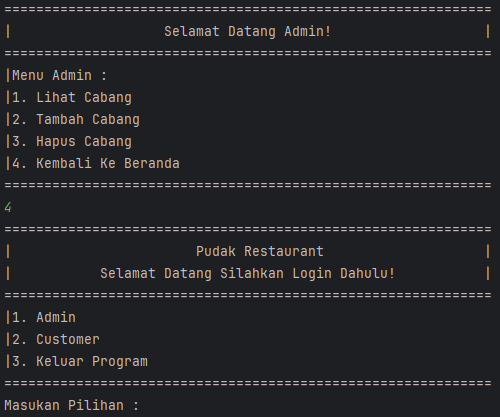 =============================================================
|                   Selamat Datang Admin!                   |
=============================================================
|Menu Admin :
|1. Lihat Cabang
|2. Tambah Cabang
|3. Hapus Cabang
|4. Kembali Ke Beranda
=============================================================
4
=============================================================
|                       Pudak Restaurant                    |
|           Selamat Datang Silahkan Login Dahulu!           |
=============================================================
|1. Admin
|2. Customer
|3. Keluar Program
=============================================================
Masukan Pilihan :